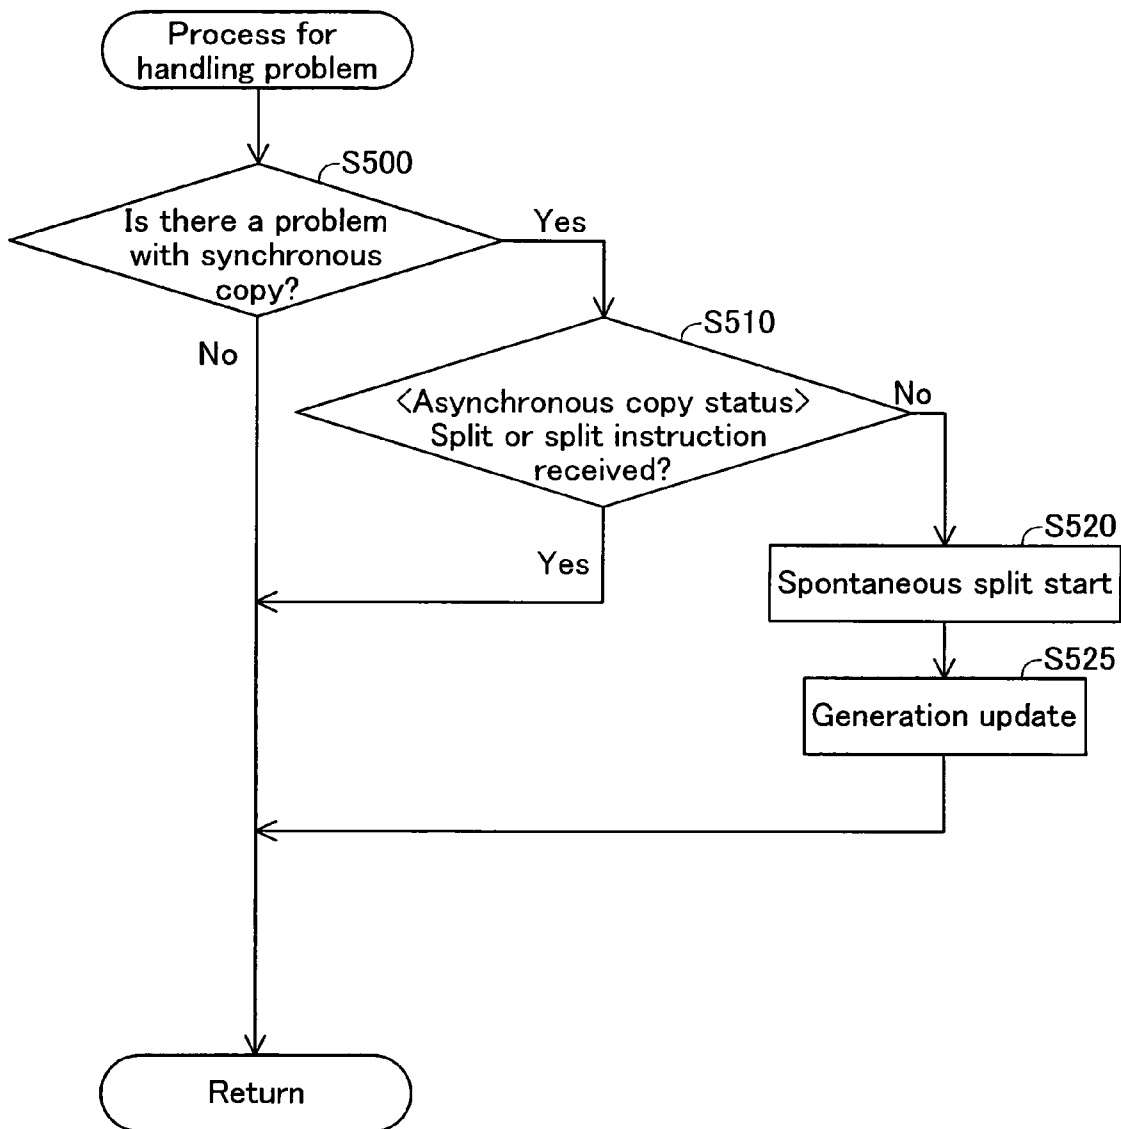 Process for
handling problem
S500
Is there a problem
with synchronous
copy?
Yes
No
S510
<Asynchronous copy status>
Split or split instruction
received?
No
Yes
S520
Spontaneous split start
S525
Generation update
Return